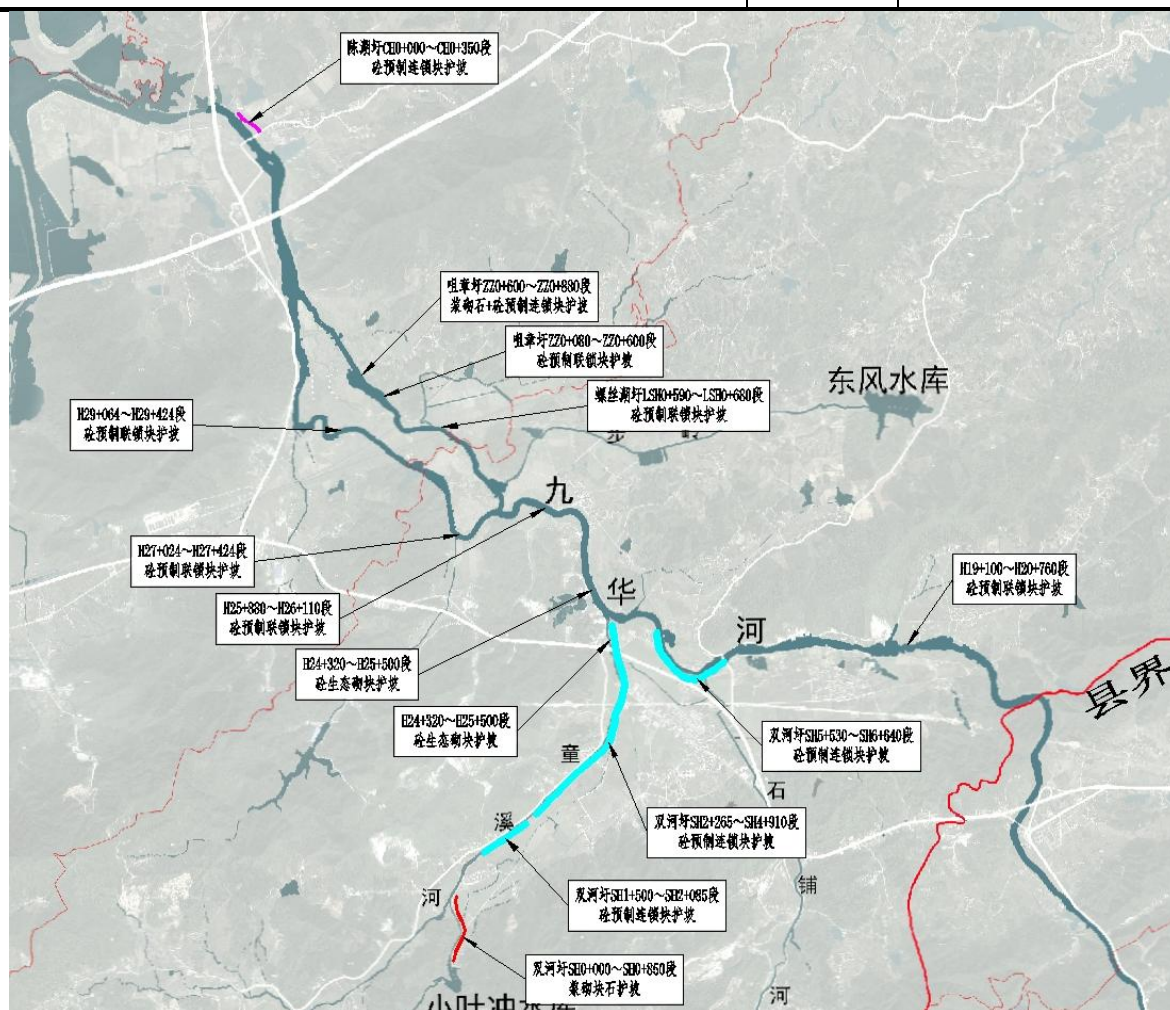 陈湖圩CH0+000～CH0+350段
砼预制连锁块护坡
咀章圩ZZ0+600～ZZ0+880段
浆砌石+砼预制连锁块护坡
咀章圩ZZ0+080～ZZ0+600段
砼预制联锁块护坡
东风水库
螺丝湖圩LSH0+590～LSH0+680段
砼预制联锁块护坡
H29+064～H29+424段
砼预制联锁块护坡
岭
九
H27+024～H27+424段
砼预制联锁块护坡
H19+100～H20+760段
砼预制联锁块护坡
H25+880～H26+110段
砼预制联锁块护坡
华
河
H24+320～H25+500段
砼生态砌块护坡
县界
H24+320～H25+500段
砼生态砌块护坡
双河圩SH5+530～SH6+640段
砼预制连锁块护坡
童
石
溪
双河圩SH2+265～SH4+910段
砼预制连锁块护坡
铺
河
双河圩SH1+500～SH2+085段
砼预制连锁块护坡
双河圩SH0+000～SH0+850段
浆砌块石护坡
河
小叶冲水库